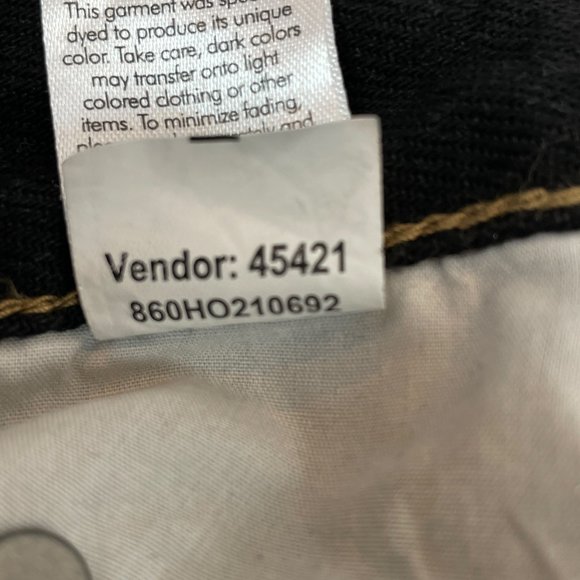 This garment was
dyed to produce its unique
color. Take care, dark colors
may transfer onto light
colored clothing or other
items. To minimize fading,
and
Vendor: 45421
860HO210692